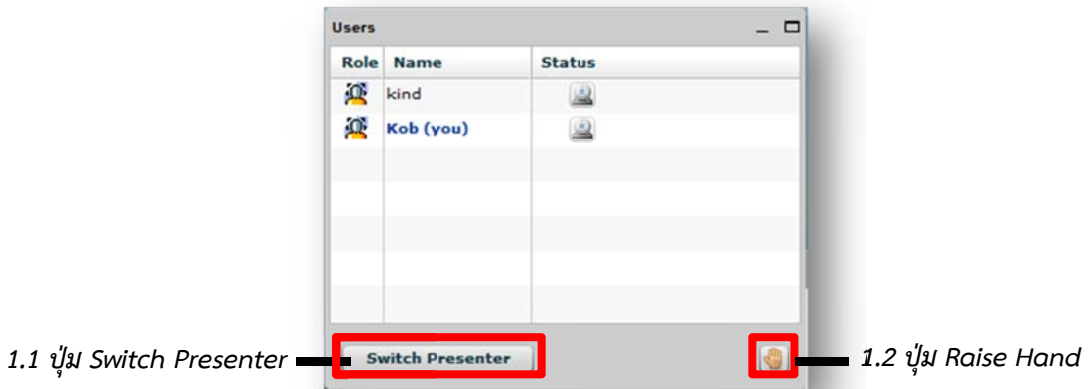 Users
Role Name Status
kind
Kob (you)
1.1 ปุ่ม Switch Presenter
Switch Presenter
1.2 ปุ่ม Raise Hand